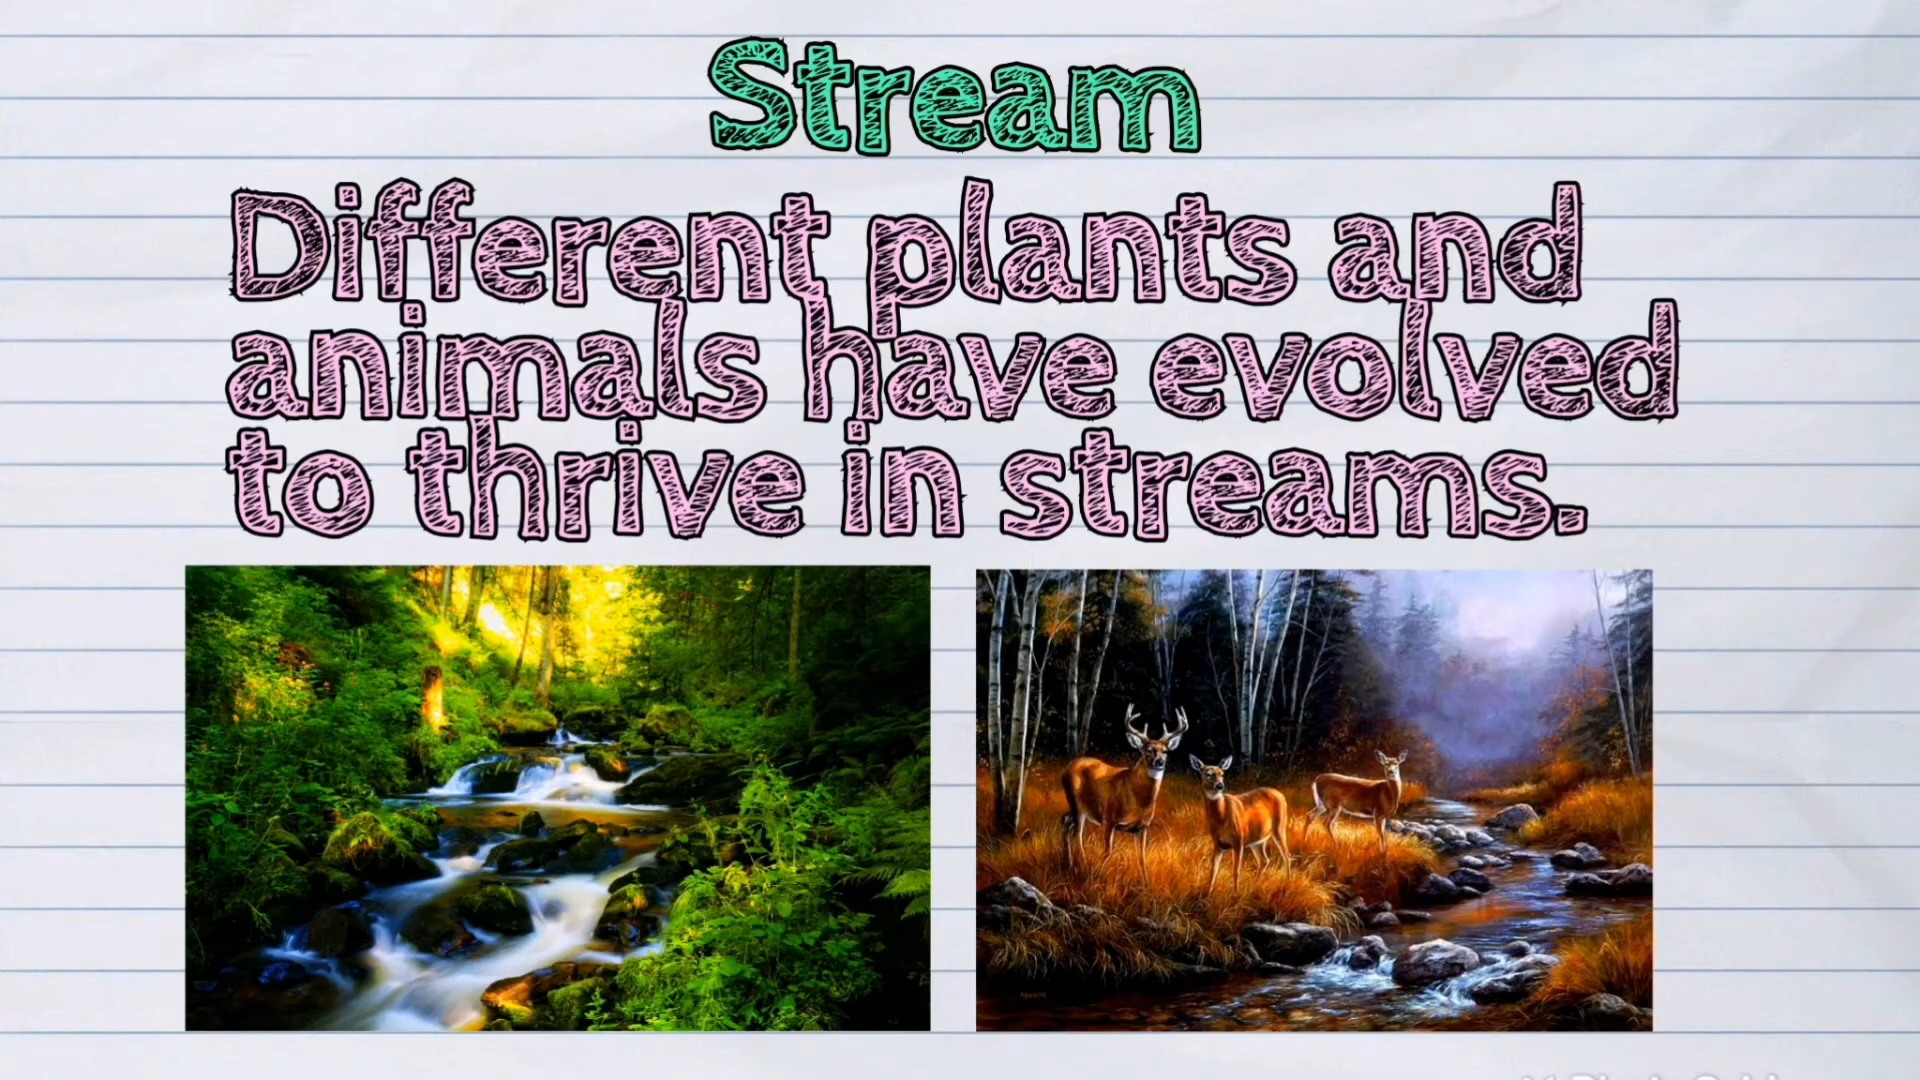 Stream
Different plants and
animals have evolved
to thrive in streams.